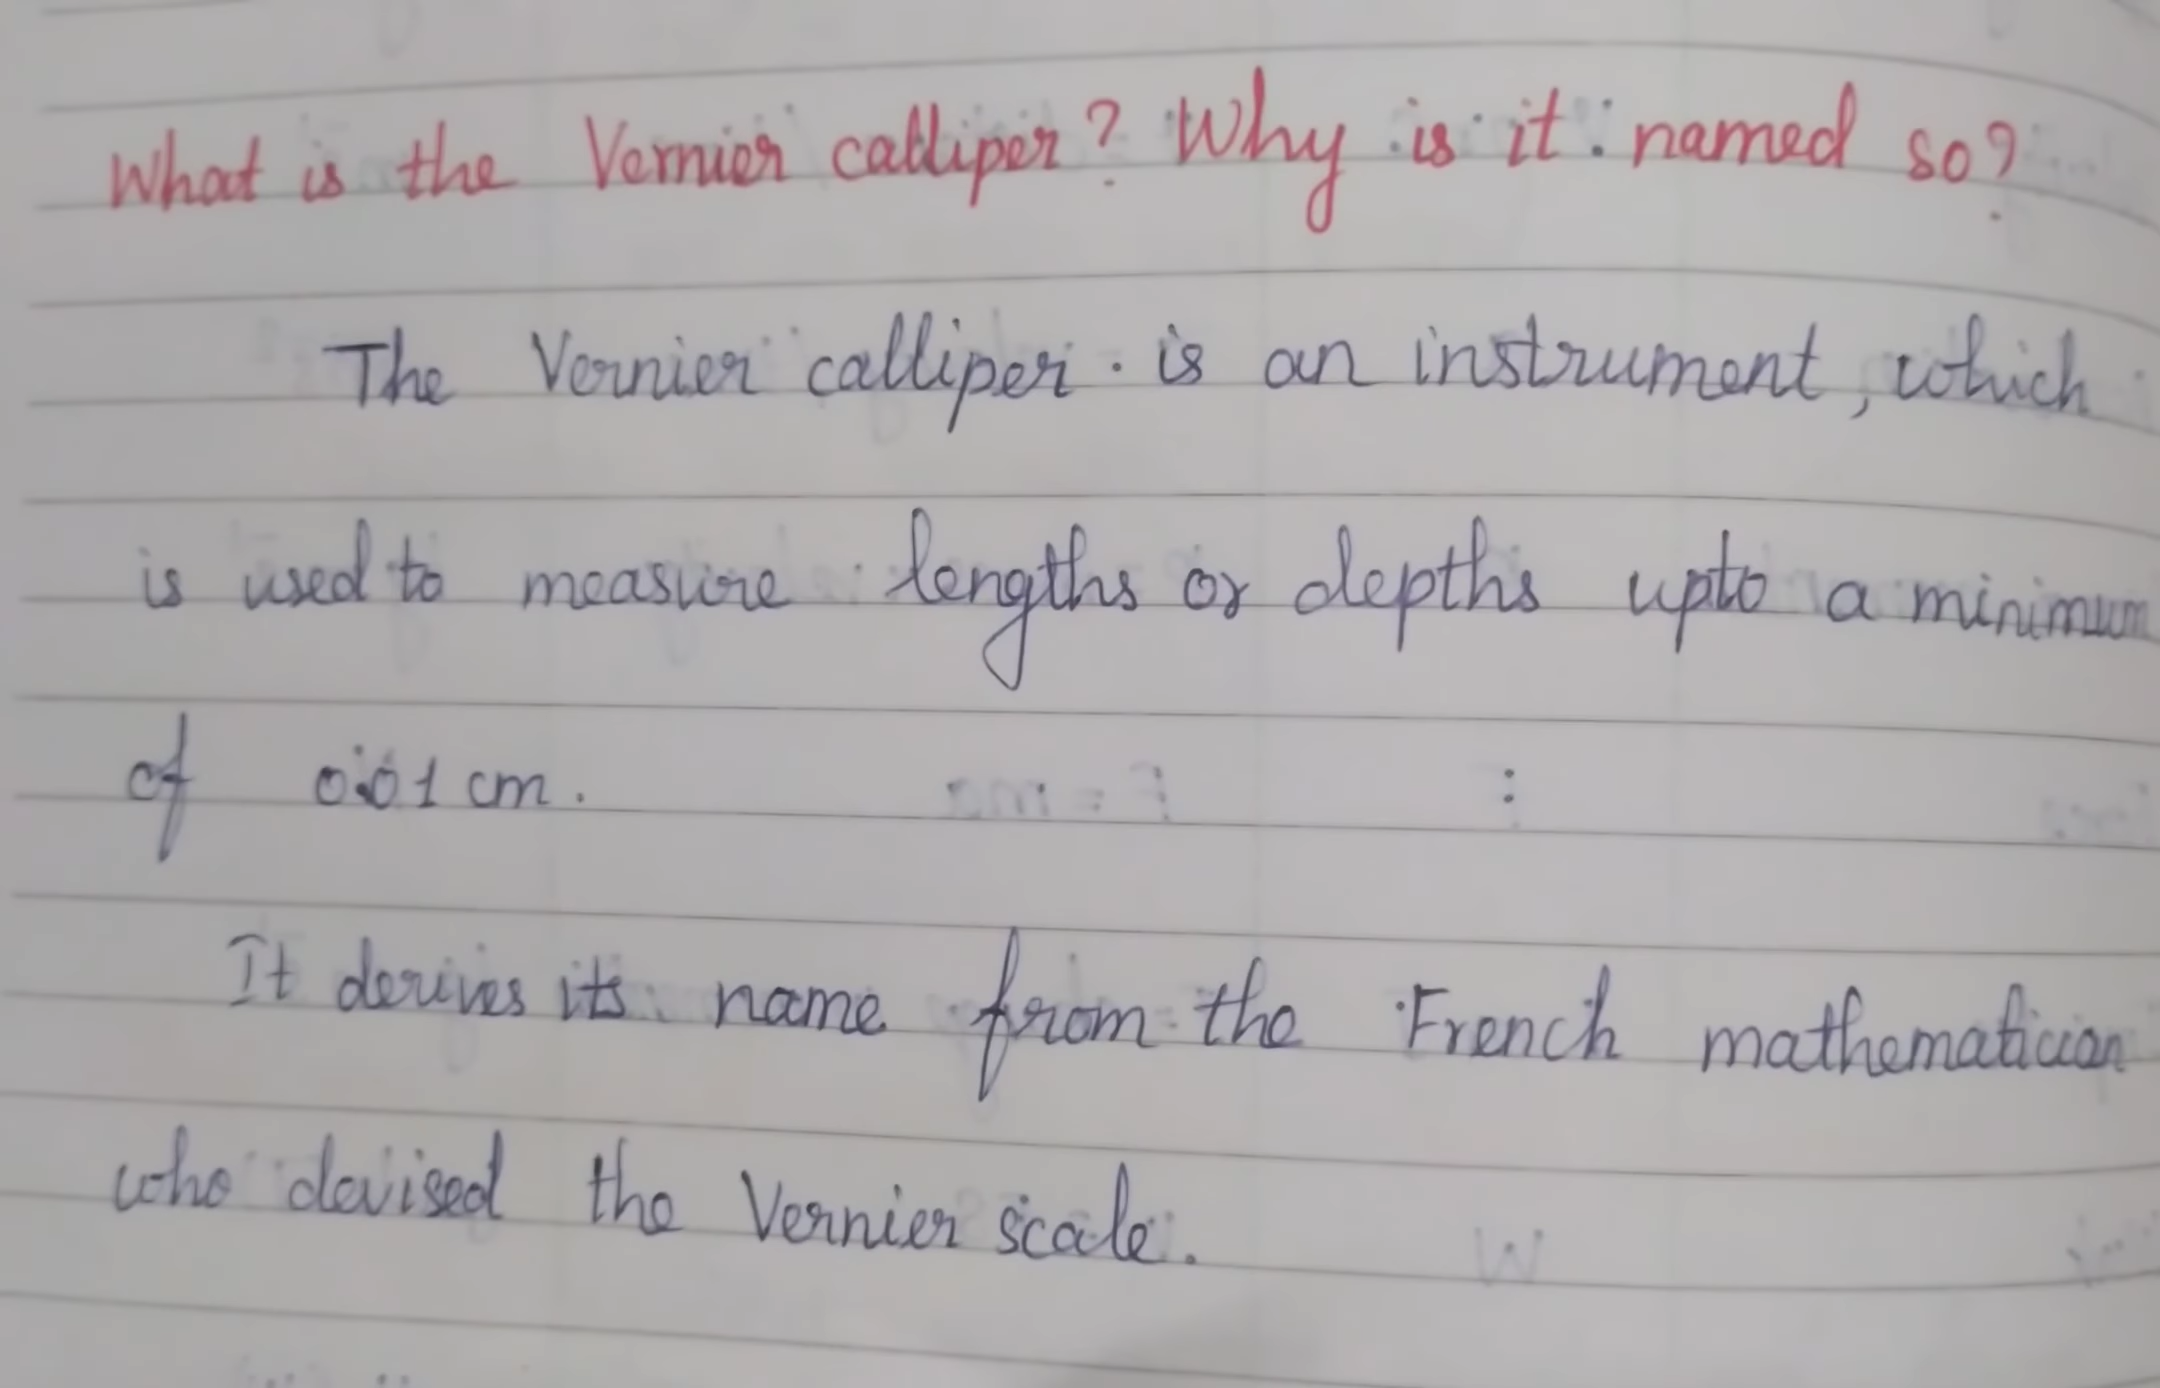 What is the Vernier calliper? Why is it named so?
The Vernier calliper is an instrument, which
is used to measure lengths or depths upto a minimum
of 0.01 cm.
It derives its name from the French mathematician
who devised the Vernier scale.